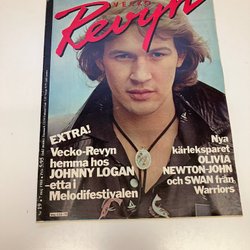 VECKO
Revyn
EXTRA!
Vecko-Revyn
hemma hos
JOHNNY LOGAN
-etta i
Melodifestivalen
Nya
kärleksparet
OLIVIA
NEWTON-JOHN
och SWAN från
Warriors